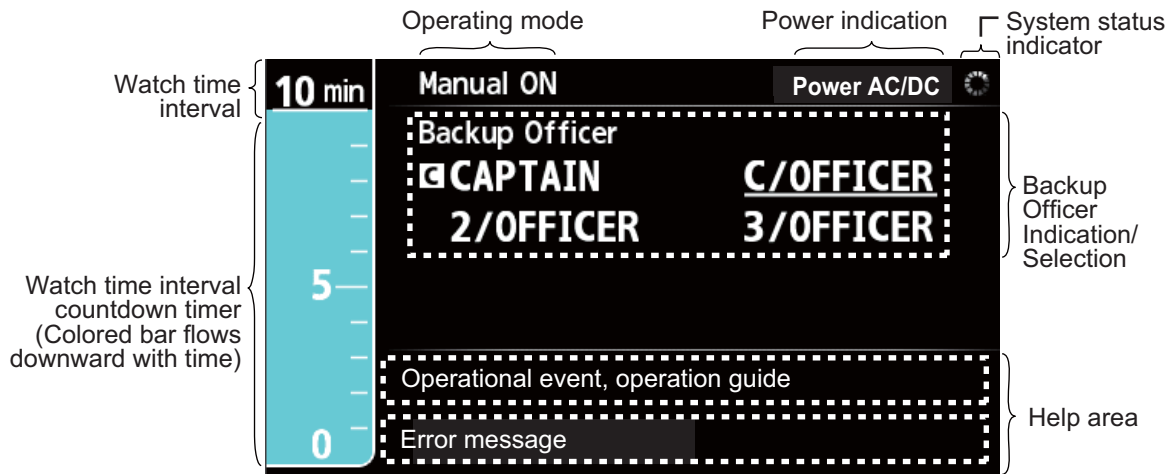 Operating mode
Power indication
System status
indicator
Watch time
interval
10 min
Manual ON
Power AC/DC
Backup Officer
C CAPTAIN
C/OFFICER
2/OFFICER
3/OFFICER
Backup
Officer
Indication/
Selection
Watch time interval
countdown timer
(Colored bar flows
downward with time)
5
0
Operational event, operation guide
Error message
Help area